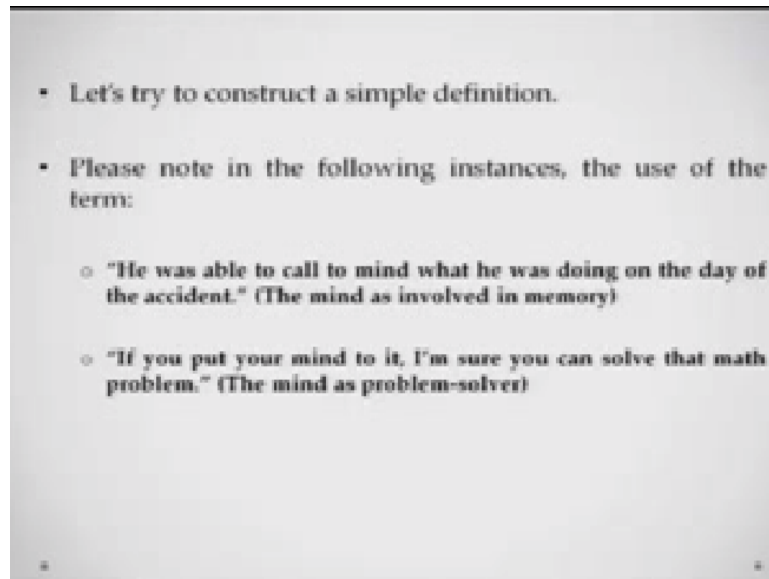 • Let's try to construct a simple definition.
• Please note in the following instances, the use of the
term:
o "He was able to call to mind what he was doing on the day of
the accident." (The mind as involved in memory)
o "If you put your mind to it, I'm sure you can solve that math
problem." (The mind as problem-solver)